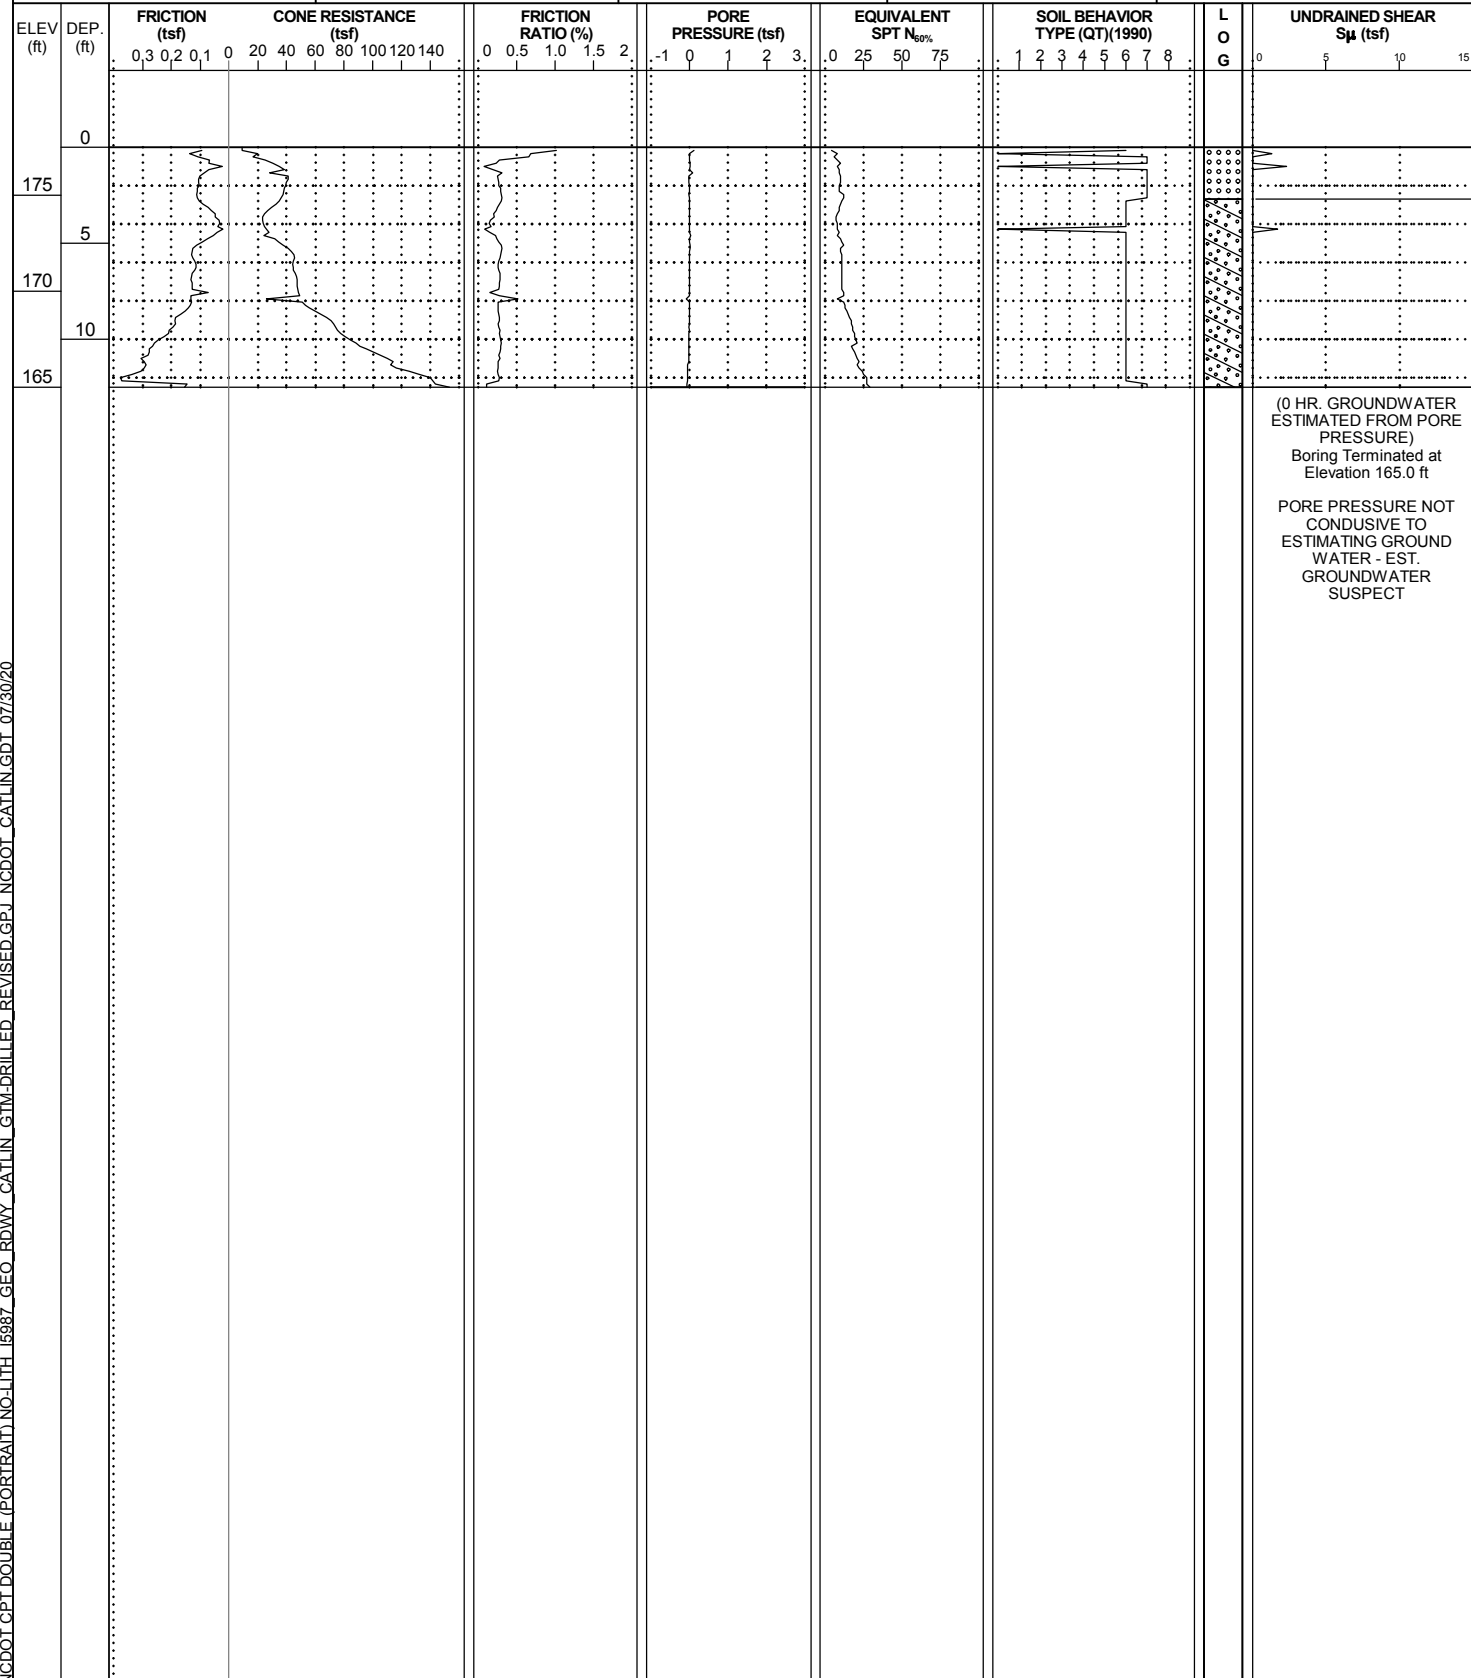 ELEV (ft)
DEP. (ft)
FRICTION (tsf)
CONE RESISTANCE (tsf)
FRICTION RATIO (%)
PORE PRESSURE (tsf)
EQUIVALENT SPT N60%
SOIL BEHAVIOR TYPE (QT)(1990)
L O G
UNDRAINED SHEAR Sμ (tsf)
0.3 0.2 0.1 0 20 40 60 80 100 120 140
0 0.5 1.0 1.5 2
-1 0 1 2 3
0 25 50 75
1 2 3 4 5 6 7 8
0 5 10 15
0
175
5
170
10
165
(0 HR. GROUNDWATER
ESTIMATED FROM PORE
PRESSURE)
Boring Terminated at
Elevation 165.0 ft
PORE PRESSURE NOT
CONDUSIVE TO
ESTIMATING GROUND
WATER - EST.
GROUNDWATER
SUSPECT
NCDOT CPT DOUBLE (PORTRAIT) NO-LITH I5987_GEO_RDWY_CATLIN_GTM-DRILLED_REVISED.GPJ NCDOT_CATLIN.GDT 07/30/20